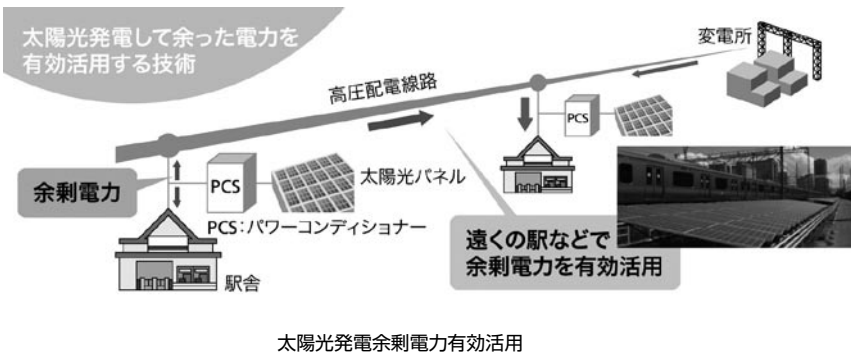 太陽光発電して余った電力を
有効活用する技術
変電所
高圧配電線路
PCS
余剰電力
PCS
太陽光パネル
PCS：パワーコンディショナー
駅舎
遠くの駅などで
余剰電力を有効活用
太陽光発電余剰電力有効活用